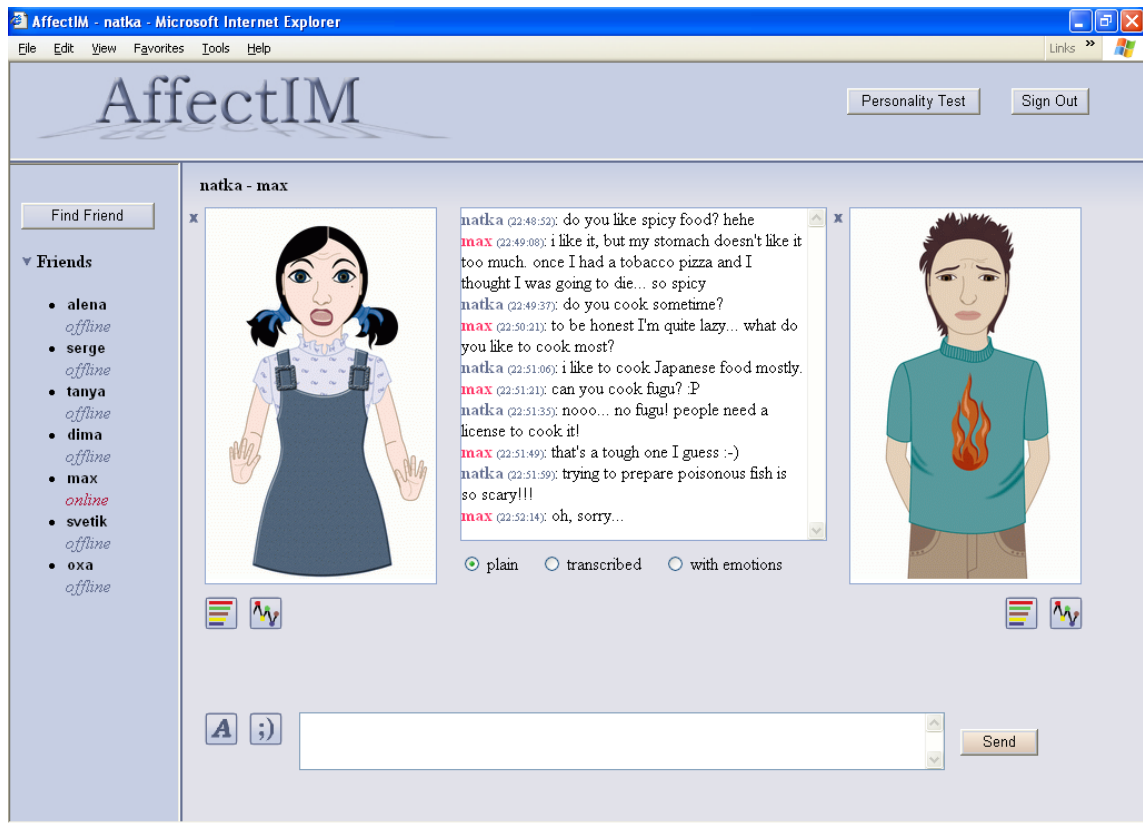 AffectIM - natka - Microsoft Internet Explorer
File Edit View Favorites Tools Help
Links »
AffectIM
Personality Test
Sign Out
Find Friend
Friends
alena
offline
serge
offline
tanya
offline
dima
offline
max
online
svetik
offline
oxa
offline
natka - max
x
natka (22:48:52): do you like spicy food? hehe
max (22:49:08): i like it, but my stomach doesn't like it
too much. once I had a tobacco pizza and I
thought I was going to die... so spicy
natka (22:49:37): do you cook sometime?
max (22:50:21): to be honest I'm quite lazy... what do
you like to cook most?
natka (22:51:06): i like to cook Japanese food mostly.
max (22:51:21): can you cook fugu? :P
natka (22:51:35): nooo... no fugu! people need a
license to cook it!
max (22:51:49): that's a tough one I guess :-)
natka (22:51:59): trying to prepare poisonous fish is
so scary!!!
max (22:52:14): oh, sorry...
x
plain transcribed with emotions
A ;)
Send